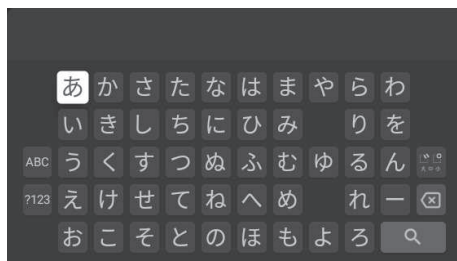 あ か さ た な は ま や ら わ
い き し ち に ひ み り を
ABC う く す つ ぬ ふ む ゆ る ん 大⇔小
?123 え け せ て ね へ め れ ー
お こ そ と の ほ も よ ろ